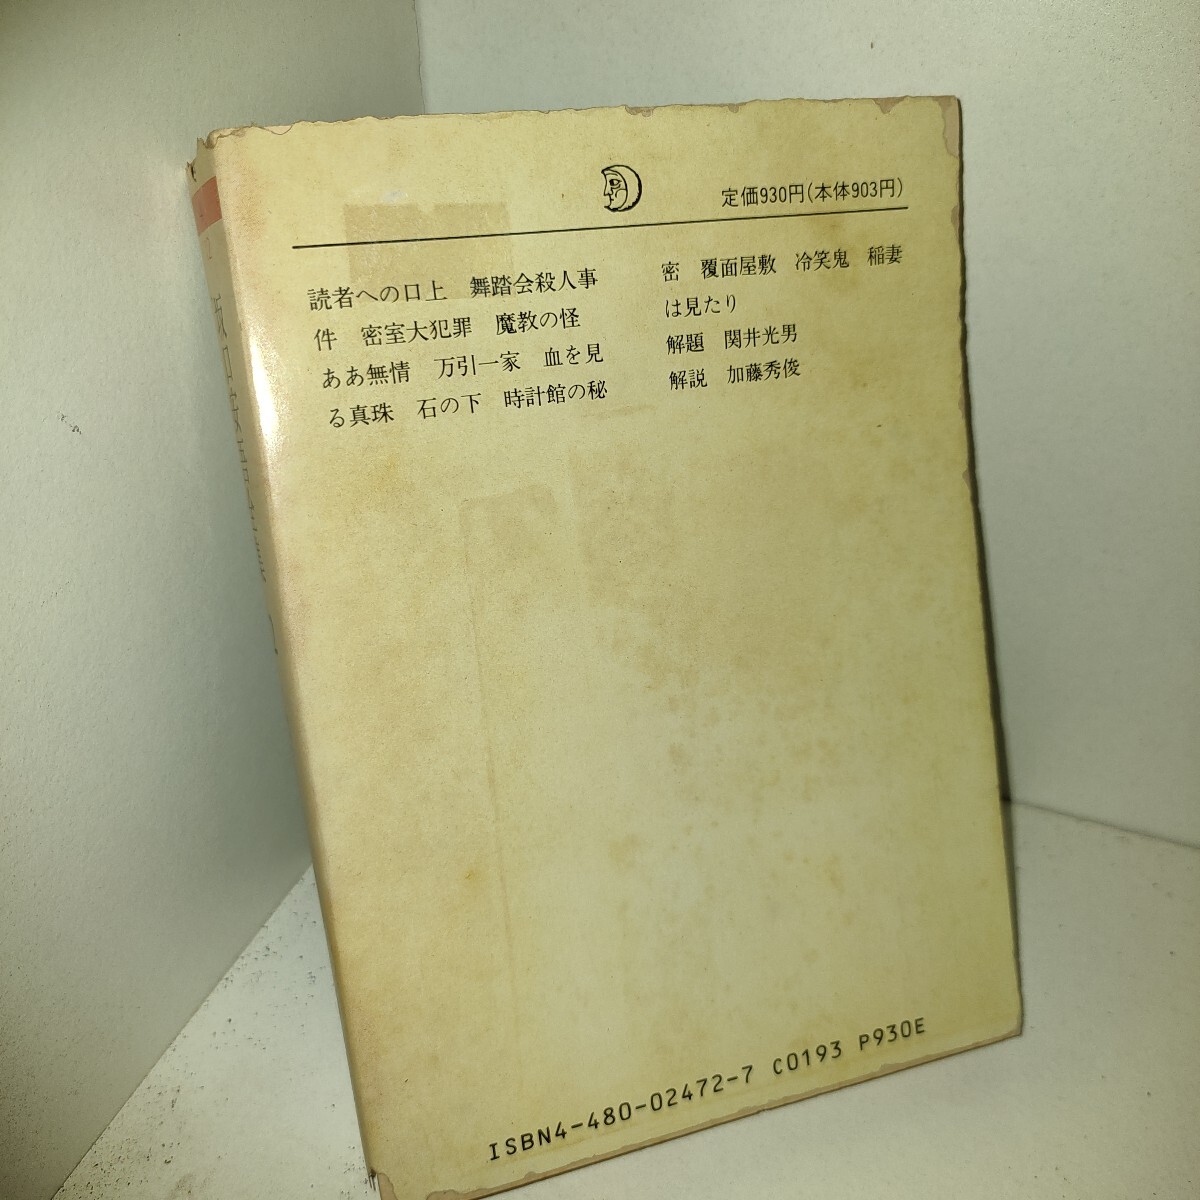 定価930円(本体903円)
読者への口上　舞踏会殺人事
件　密室大犯罪　魔教の怪
ああ無情　万引一家　血を見
る真珠　石の下　時計館の秘
密　覆面屋敷　冷笑鬼　稲妻
は見たり
解題　関井光男
解説　加藤秀俊
ISBN4-480-02472-7 C0193 P930E